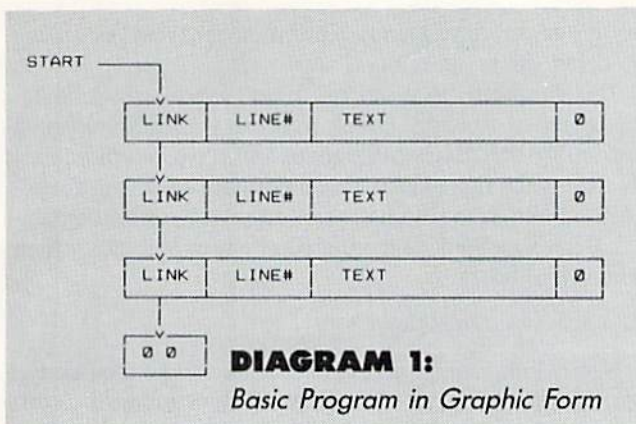 START
LINK LINE# TEXT Ø
LINK LINE# TEXT Ø
LINK LINE# TEXT Ø
Ø Ø
DIAGRAM 1:
Basic Program in Graphic Form